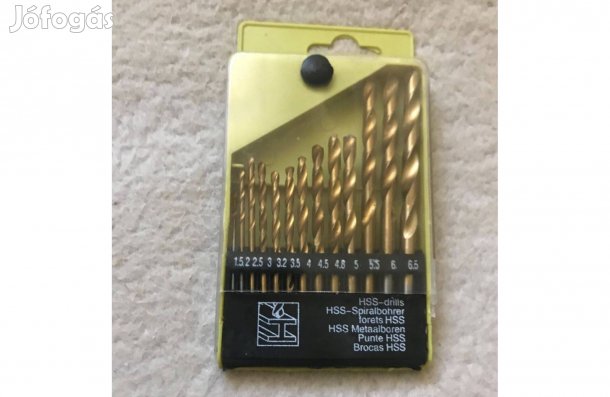 Jófogás
1.5 2 2.5 3 3.2 3.5 4 4.5 4.8 5 5.5 6 6.5
HSS-drills
HSS-Spiralbohrer
forets HSS
HSS Metaalboren
Punte HSS
Brocas HSS